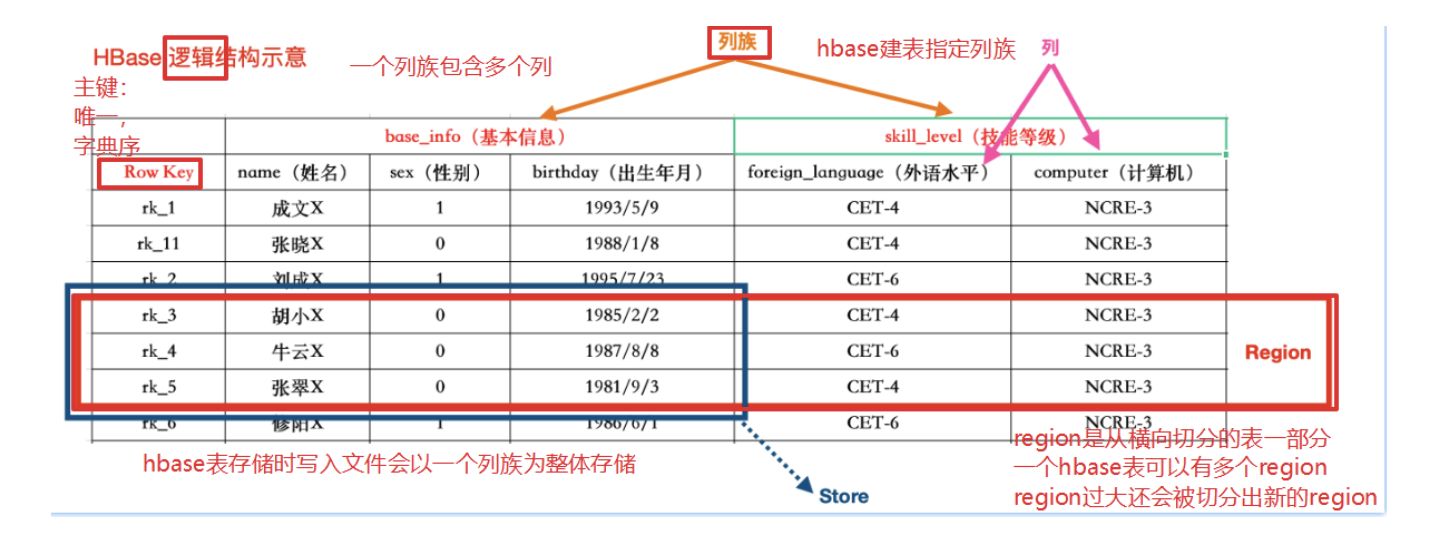 列族
HBase 逻辑结构示意
一个列族包含多个列
hbase建表指定列族
列
主键：
唯一，
字典序
base_info（基本信息） skill_level（技能等级）
Row Key name（姓名） sex（性别） birthday（出生年月） foreign_language（外语水平） computer（计算机）
rk_1 成文X 1 1993/5/9 CET-4 NCRE-3
rk_11 张晓X 0 1988/1/8 CET-4 NCRE-3
rk_2 刘成X 1 1995/7/23 CET-6 NCRE-3
rk_3 胡小X 0 1985/2/2 CET-4 NCRE-3
rk_4 牛云X 0 1987/8/8 CET-6 NCRE-3
rk_5 张翠X 0 1981/9/3 CET-4 NCRE-3
rk_6 修阳X 1 1986/6/1 CET-6 NCRE-3
Region
hbase表存储时写入文件会以一个列族为整体存储
Store
region是从横向切分的表一部分
一个hbase表可以有多个region
region过大还会被切分出新的region